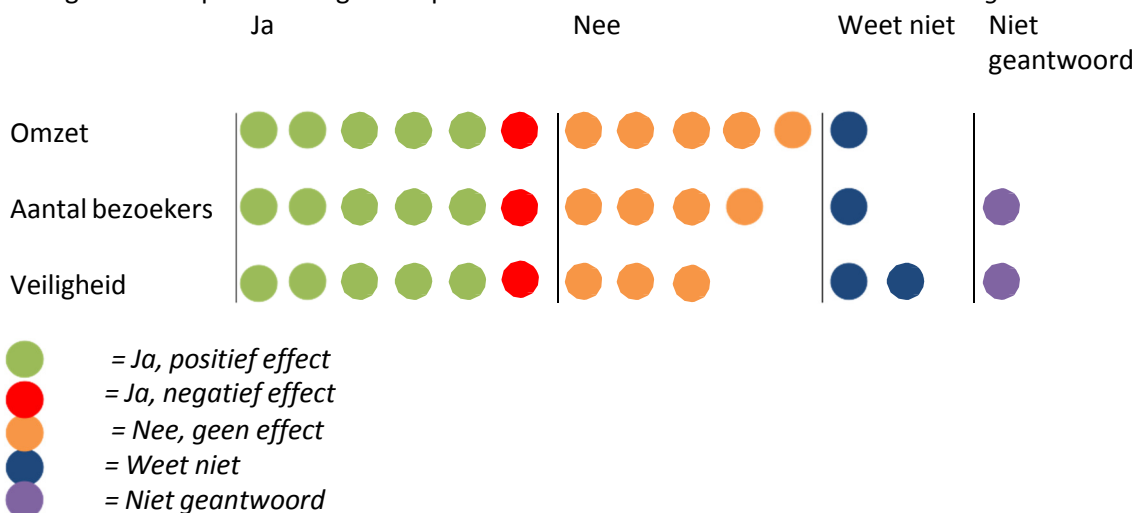 Ja Nee Weet niet Niet
geantwoord
Omzet
Aantal bezoekers
Veiligheid
= Ja, positief effect
= Ja, negatief effect
= Nee, geen effect
= Weet niet
= Niet geantwoord